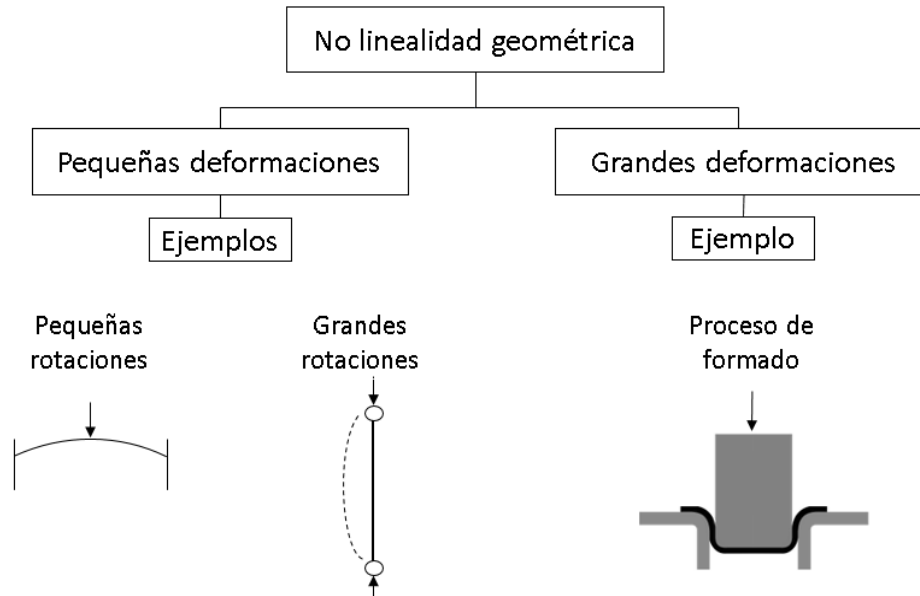 No linealidad geométrica
Pequeñas deformaciones
Grandes deformaciones
Ejemplos
Ejemplo
Pequeñas
rotaciones
Grandes
rotaciones
Proceso de
formado